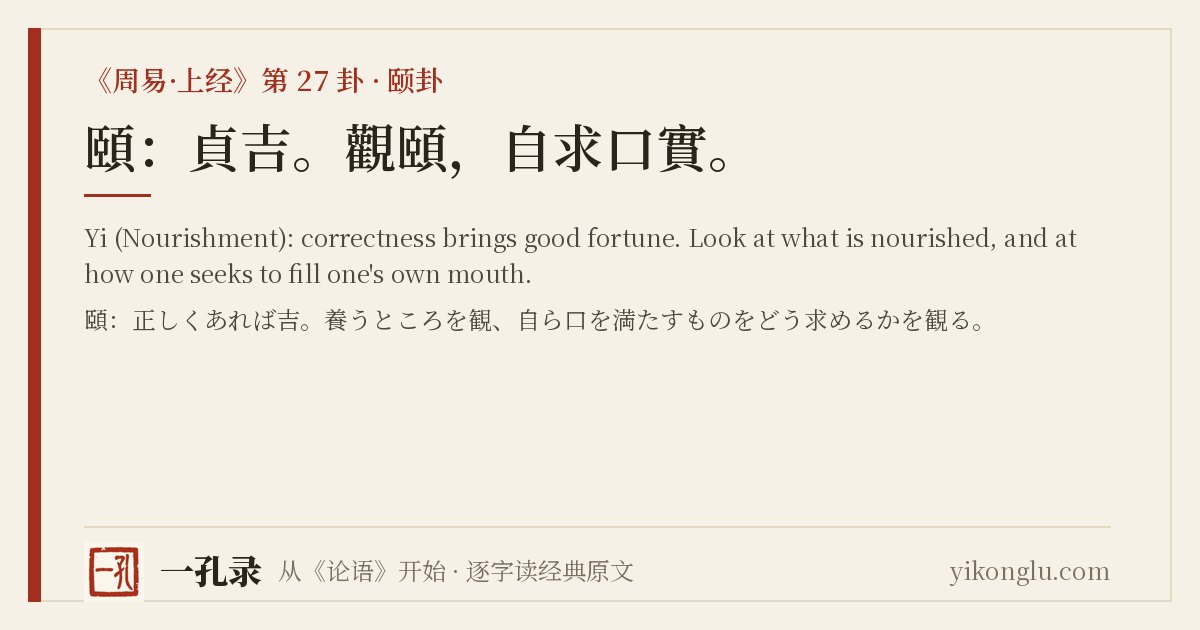 《周易·上经》第 27 卦 · 颐卦
頤：貞吉。觀頤，自求口實。
Yi (Nourishment): correctness brings good fortune. Look at what is nourished, and at
how one seeks to fill one's own mouth.
頤：正しくあれば吉。養うところを観、自ら口を満たすものをどう求めるかを観る。
一孔
一孔录 从《论语》开始 · 逐字读经典原文 yikonglu.com